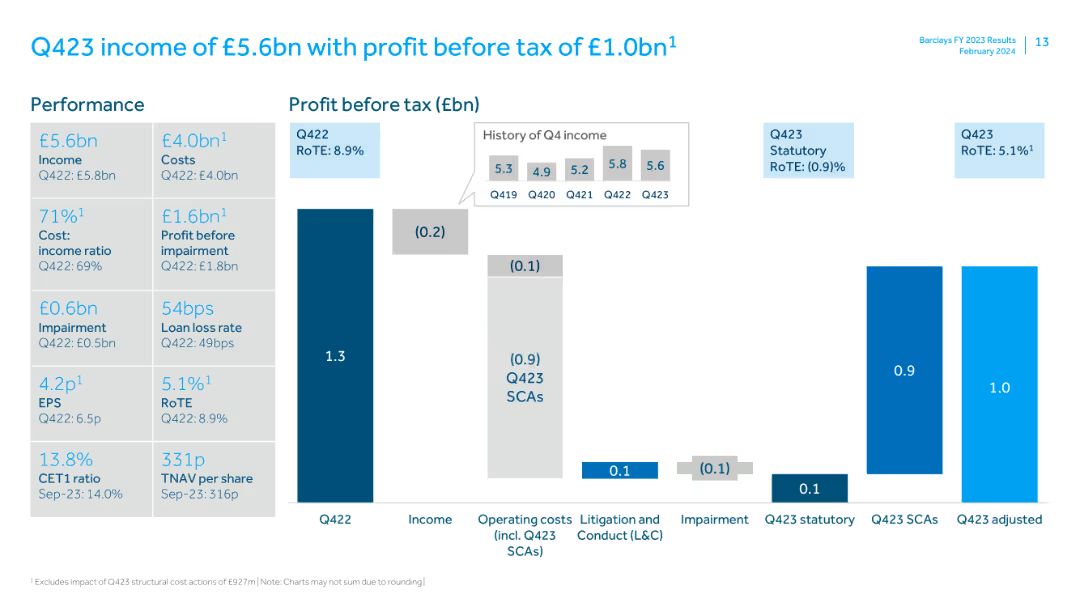 Q423 income of £5.6bn with profit before tax of £1.0bn¹
Barclays FY 2023 Results
February 2024
13
Performance
£5.6bn
Income
Q422: £5.8bn
£4.0bn¹
Costs
Q422: £4.0bn
71%¹
Cost:
income ratio
Q422: 69%
£1.6bn¹
Profit before
impairment
Q422: £1.8bn
£0.6bn
Impairment
Q422: £0.5bn
54bps
Loan loss rate
Q422: 49bps
4.2p¹
EPS
Q422: 6.5p
5.1%¹
RoTE
Q422: 8.9%
13.8%
CET1 ratio
Sep-23: 14.0%
331p
TNAV per share
Sep-23: 316p
Profit before tax (£bn)
Q422
RoTE: 8.9%
History of Q4 income
5.3 4.9 5.2 5.8 5.6
Q419 Q420 Q421 Q422 Q423
Q423
Statutory
RoTE: (0.9)%
Q423
RoTE: 5.1%¹
1.3
(0.2)
(0.1)
(0.9)
Q423
SCAs
0.1
(0.1)
0.1
0.9
1.0
Q422
Income
Operating costs
(incl. Q423
SCAs)
Litigation and
Conduct (L&C)
Impairment
Q423 statutory
Q423 SCAs
Q423 adjusted
¹ Excludes impact of Q423 structural cost actions of £927m | Note: Charts may not sum due to rounding|